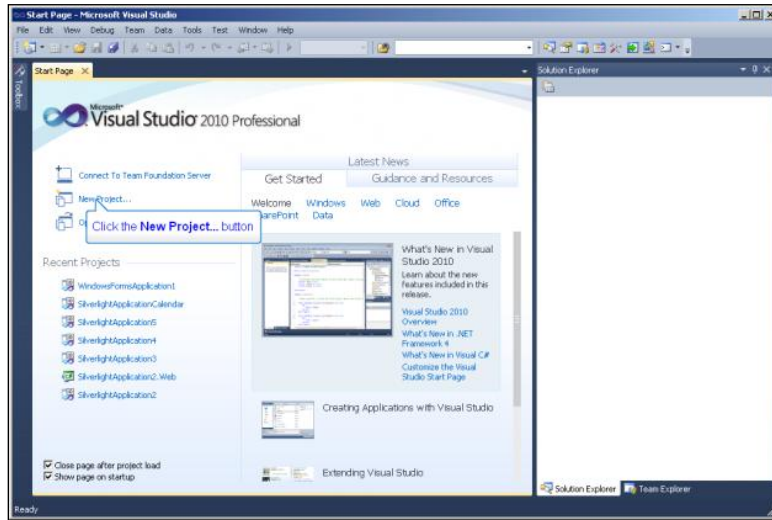 Start Page - Microsoft Visual Studio
File Edit View Debug Team Data Tools Test Window Help
Toolbox
Start Page
Solution Explorer
Microsoft
Visual Studio 2010 Professional
Connect To Team Foundation Server
New Project...
Click the New Project... button
Recent Projects
WindowsFormsApplication1
SilverlightApplicationCalendar
SilverlightApplication5
SilverlightApplication4
SilverlightApplication3
SilverlightApplication2.Web
SilverlightApplication2
Close page after project load
Show page on startup
Latest News
Get Started Guidance and Resources
Welcome Windows Web Cloud Office
Data
What's New in Visual
Studio 2010
Learn about the new
features included in this
release.
Visual Studio 2010
Overview
What's New in .NET
Framework 4
What's New in Visual C#
Customize the Visual
Studio Start Page
Creating Applications with Visual Studio
Extending Visual Studio
Solution Explorer Team Explorer
Ready